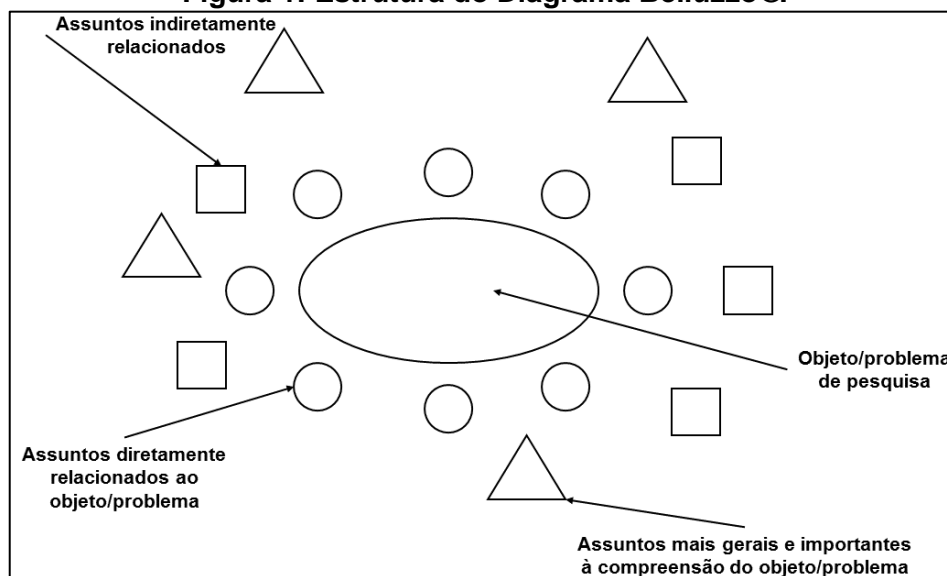 Figura 1: Estrutura do Diagrama Belluzzo®.
Assuntos indiretamente
relacionados
Objeto/problema
de pesquisa
Assuntos diretamente
relacionados ao
objeto/problema
Assuntos mais gerais e importantes
à compreensão do objeto/problema